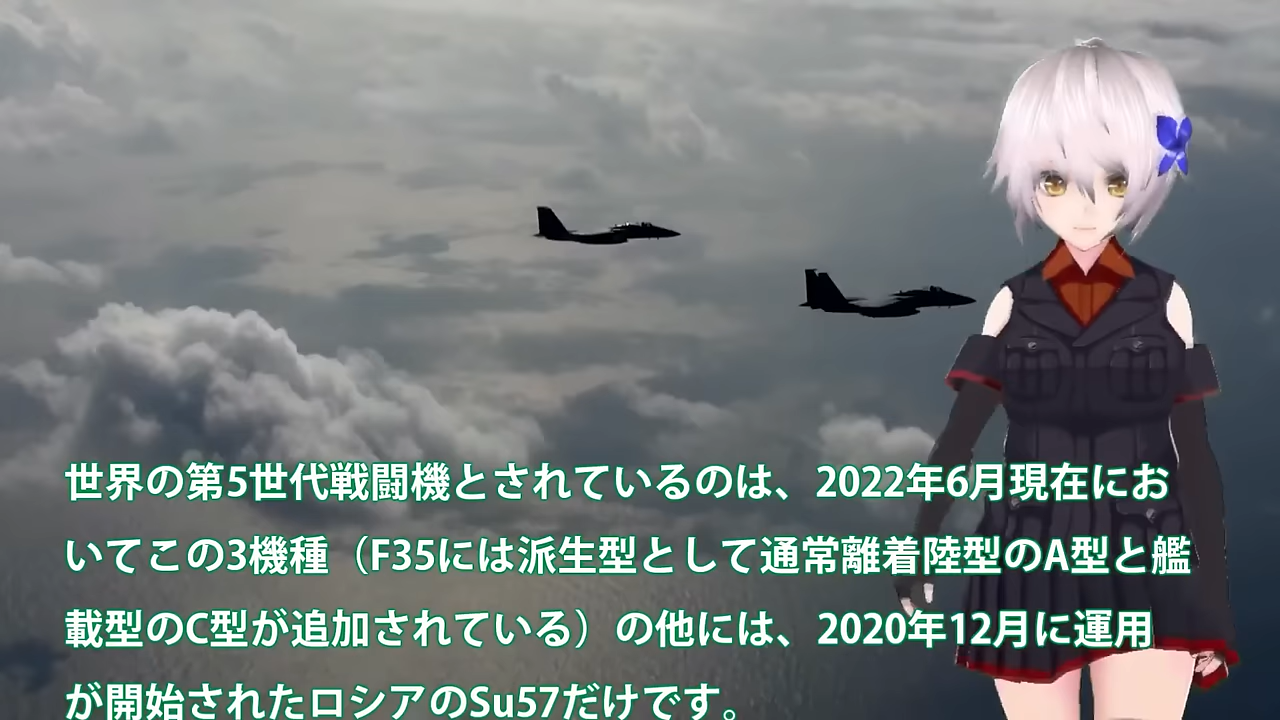 世界の第5世代戦闘機とされているのは、2022年6月現在にお
いてこの3機種（F35には派生型として通常離着陸型のA型と艦
載型のC型が追加されている）の他には、2020年12月に運用
が開始されたロシアのSu57だけです。